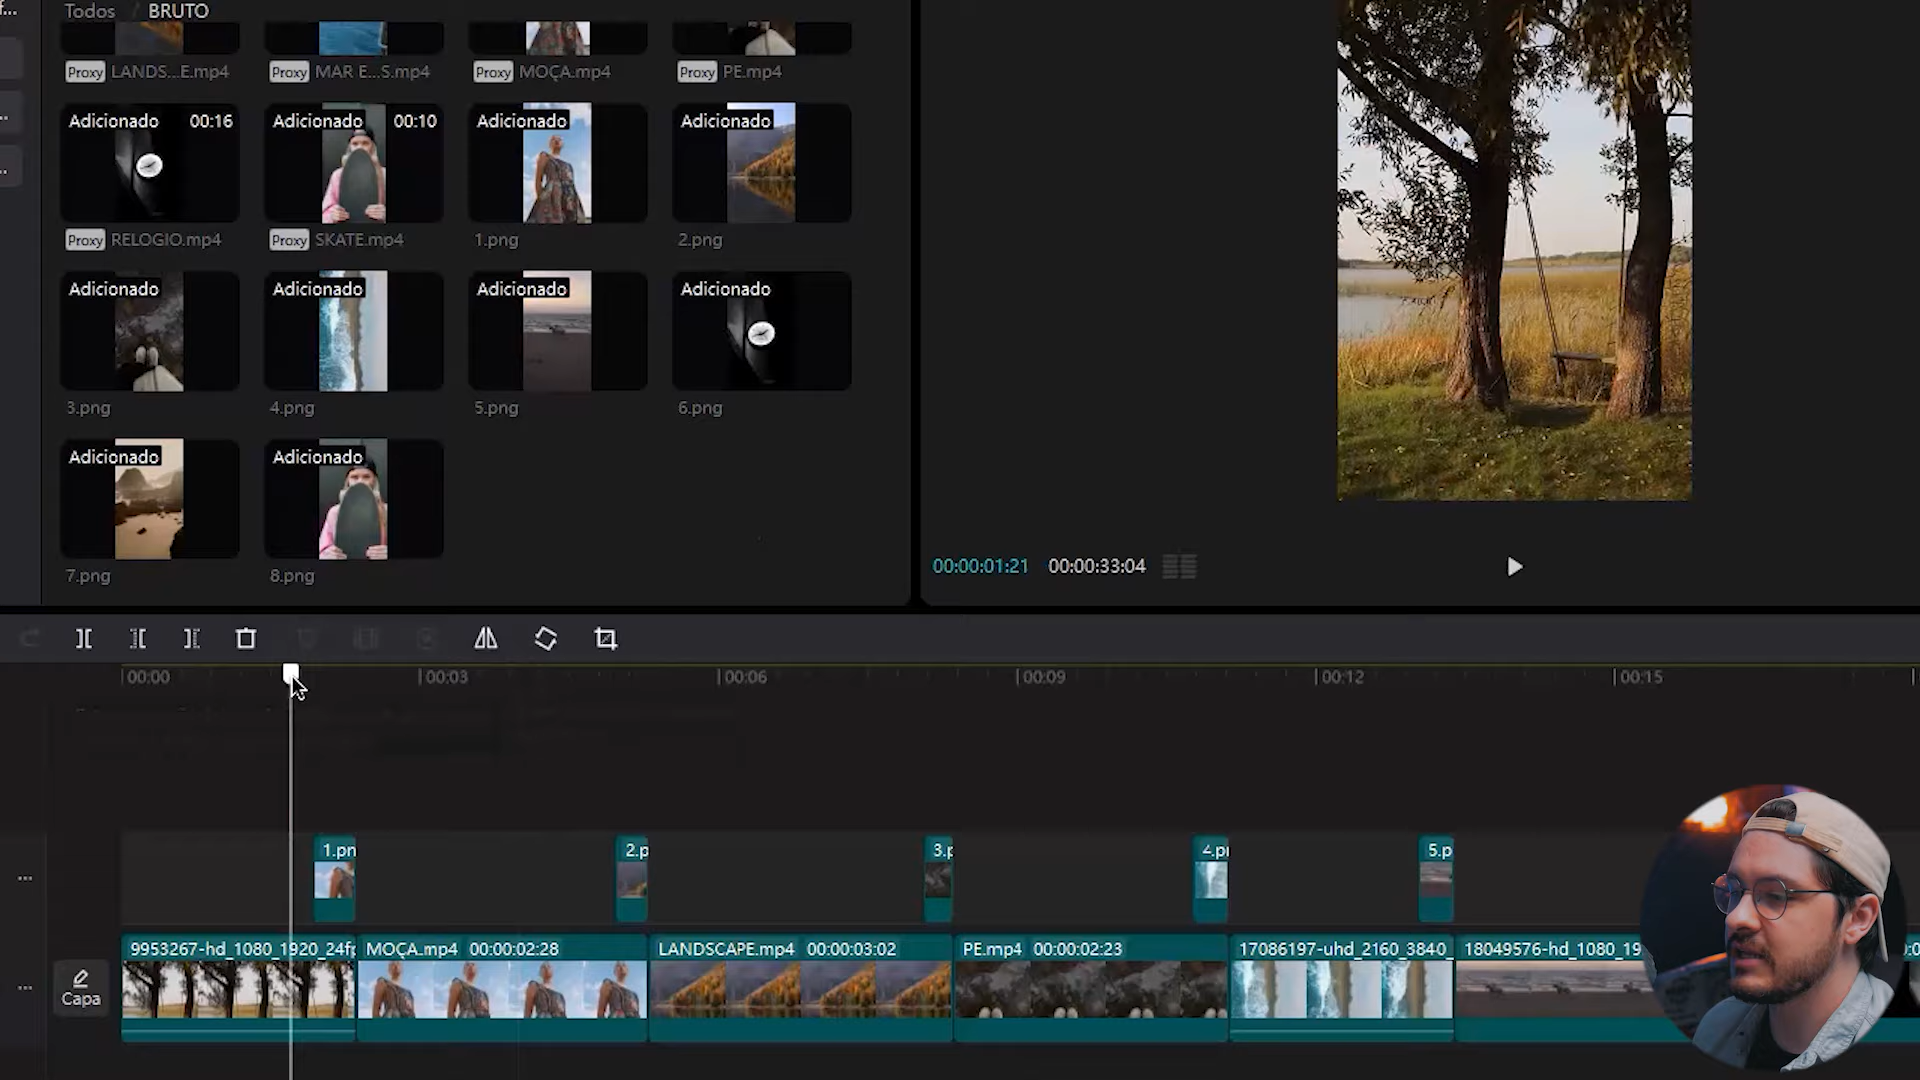 f...
Todos / BRUTO
Proxy LANDS...E.mp4
Proxy MAR E...S.mp4
Proxy MOÇA.mp4
Proxy PE.mp4
Adicionado 00:16
Adicionado 00:10
Adicionado
Adicionado
Proxy RELOGIO.mp4
Proxy SKATE.mp4
1.png
2.png
Adicionado
Adicionado
Adicionado
Adicionado
3.png
4.png
5.png
6.png
Adicionado
Adicionado
7.png
8.png
00:00:01:21 00:00:33:04
00:00
00:03
00:06
00:09
00:12
00:15
1.pn
2.p
3.p
4.p
5.p
Capa
9953267-hd_1080_1920_24fp
MOÇA.mp4 00:00:02:28
LANDSCAPE.mp4 00:00:03:02
PE.mp4 00:00:02:23
17086197-uhd_2160_3840_
18049576-hd_1080_19